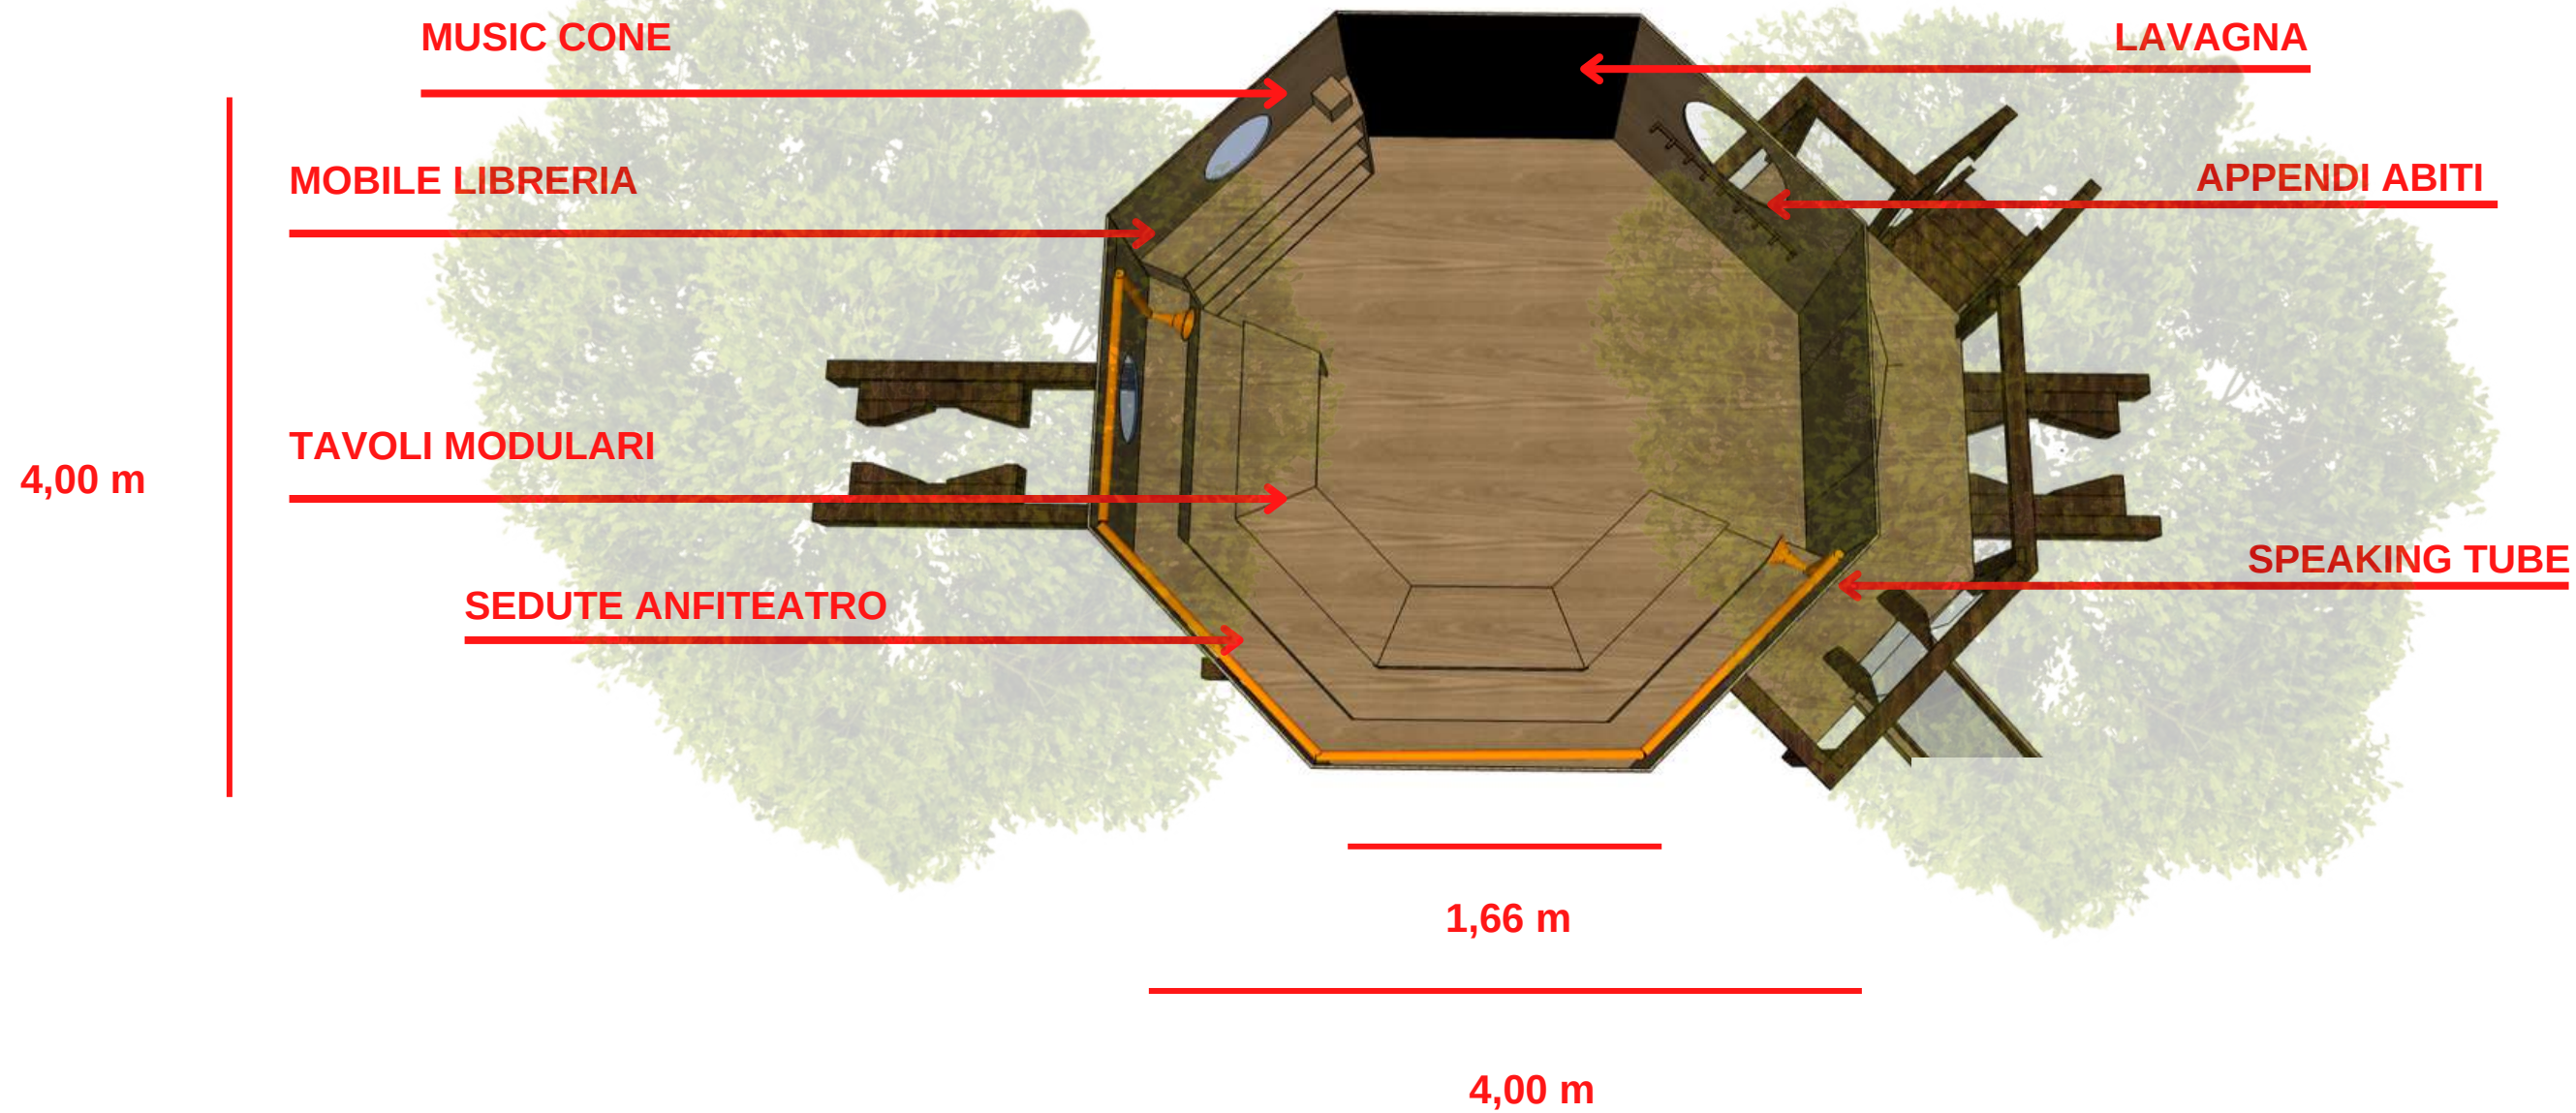 MUSIC CONE
LAVAGNA
MOBILE LIBRERIA
APPENDI ABITI
TAVOLI MODULARI
4,00 m
SPEAKING TUBE
SEDUTE ANFITEATRO
1,66 m
4,00 m